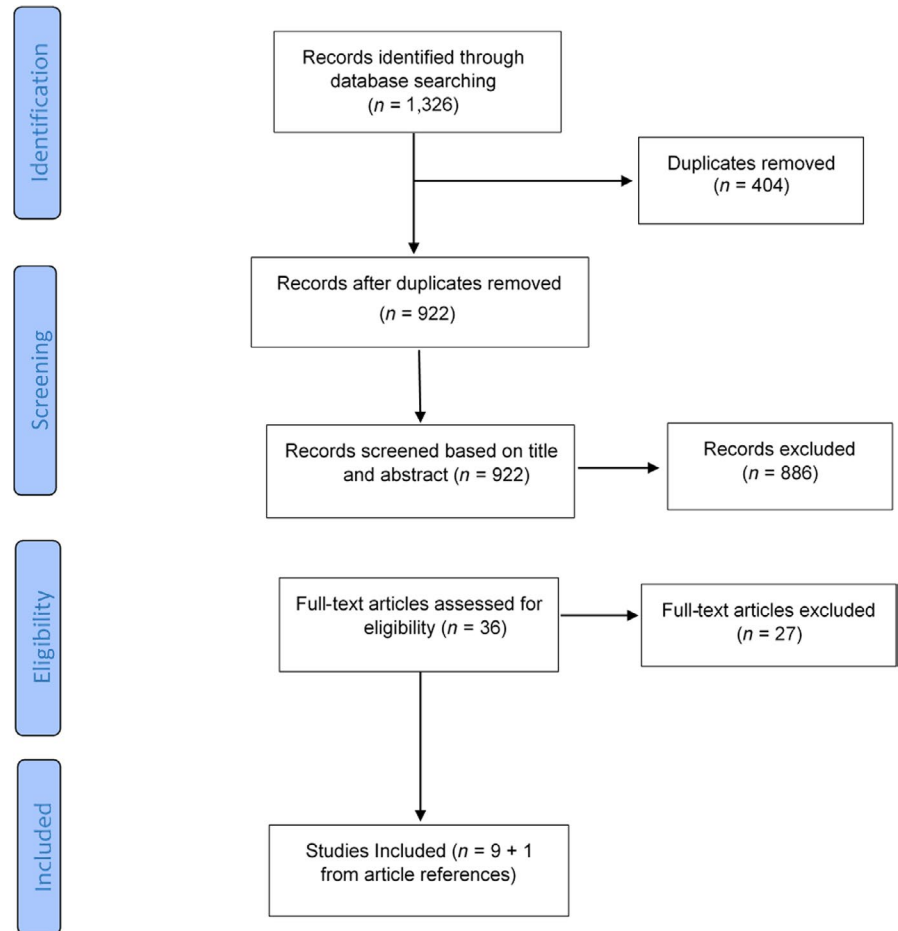 Identification
Records identified through
database searching
(n = 1,326)
Duplicates removed
(n = 404)
Screening
Records after duplicates removed
(n = 922)
Records screened based on title
and abstract (n = 922)
Records excluded
(n = 886)
Eligibility
Full-text articles assessed for
eligibility (n = 36)
Full-text articles excluded
(n = 27)
Included
Studies Included (n = 9 + 1
from article references)